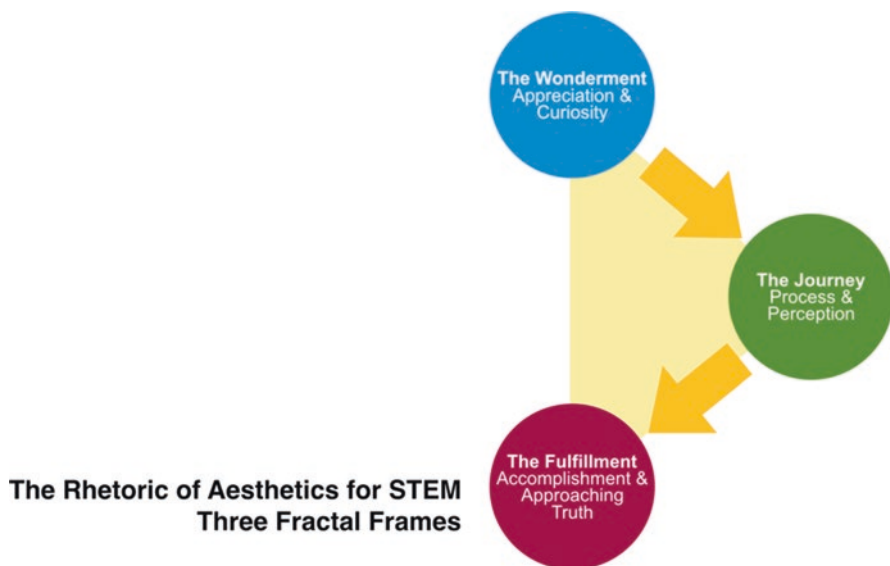 The Wonderment
Appreciation &
Curiosity
The Journey
Process &
Perception
The Fulfillment
Accomplishment &
Approaching
Truth
The Rhetoric of Aesthetics for STEM
Three Fractal Frames